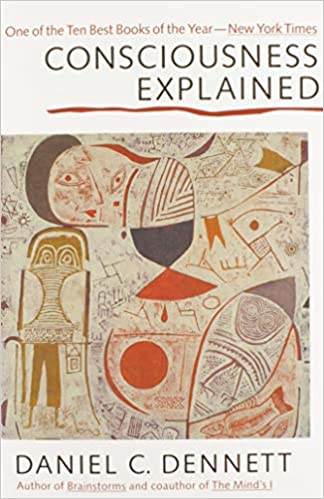 One of the Ten Best Books of the Year—New York Times
CONSCIOUSNESS
EXPLAINED
DANIEL C. DENNETT
Author of Brainstorms and coauthor of The Mind's I